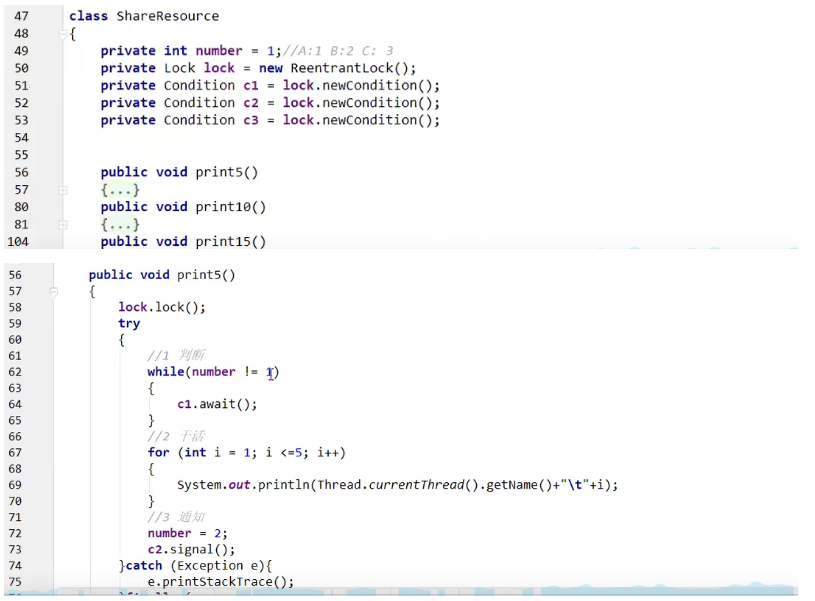 47 class ShareResource
48 {
49 private int number = 1;//A:1 B:2 C: 3
50 private Lock lock = new ReentrantLock();
51 private Condition c1 = lock.newCondition();
52 private Condition c2 = lock.newCondition();
53 private Condition c3 = lock.newCondition();
54
55
56 public void print5()
57 {...}
80 public void print10()
81 {...}
104 public void print15()
56 public void print5()
57 {
58 lock.lock();
59 try
60 {
61 //1 判断
62 while(number != 1)
63 {
64 c1.await();
65 }
66 //2 干活
67 for (int i = 1; i <=5; i++)
68 {
69 System.out.println(Thread.currentThread().getName()+"\t"+i);
70 }
71 //3 通知
72 number = 2;
73 c2.signal();
74 }catch (Exception e){
75 e.printStackTrace();